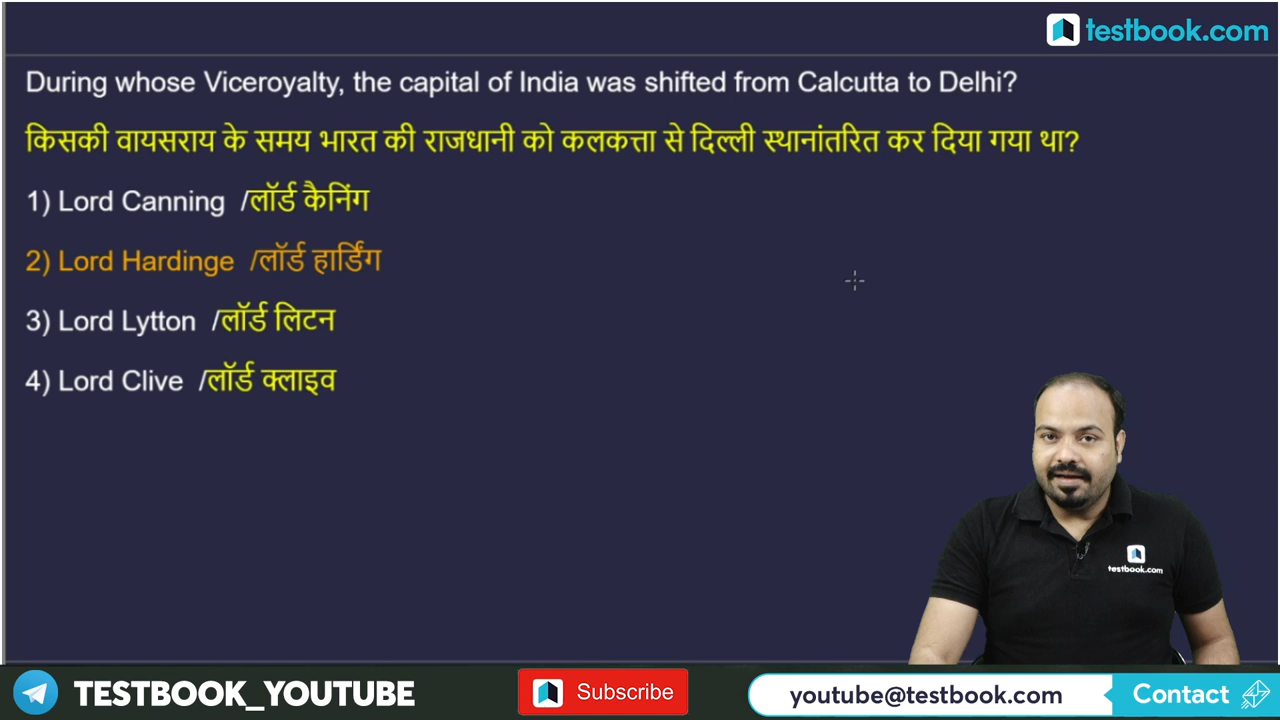 testbook.com
During whose Viceroyalty, the capital of India was shifted from Calcutta to Delhi?
किसकी वायसराय के समय भारत की राजधानी को कलकत्ता से दिल्ली स्थानांतरित कर दिया गया था?
1) Lord Canning /लॉर्ड कैनिंग
2) Lord Hardinge /लॉर्ड हार्डिंग
3) Lord Lytton /लॉर्ड लिटन
4) Lord Clive /लॉर्ड क्लाइव
testbook.com
TESTBOOK_YOUTUBE
Subscribe
youtube@testbook.com
Contact